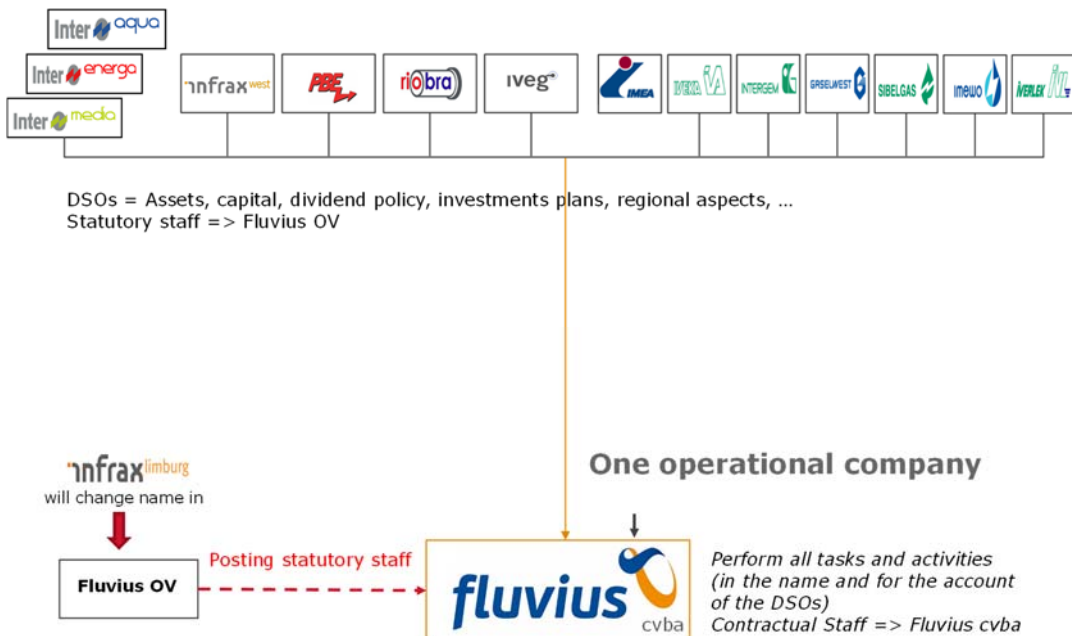 Inter aqua
Inter energa
Inter media
infrax west
PBE
riobra
iveg
IMEA
IVEKA
INTERGEM
GASELWEST
SIBELGAS
imewo
iVERLEK
DSOs = Assets, capital, dividend policy, investments plans, regional aspects, ...
Statutory staff => Fluvius OV
infrax limburg
will change name in
One operational company
Fluvius OV
Posting statutory staff
fluvius
cvba
Perform all tasks and activities
(in the name and for the account
of the DSOs)
Contractual Staff => Fluvius cvba